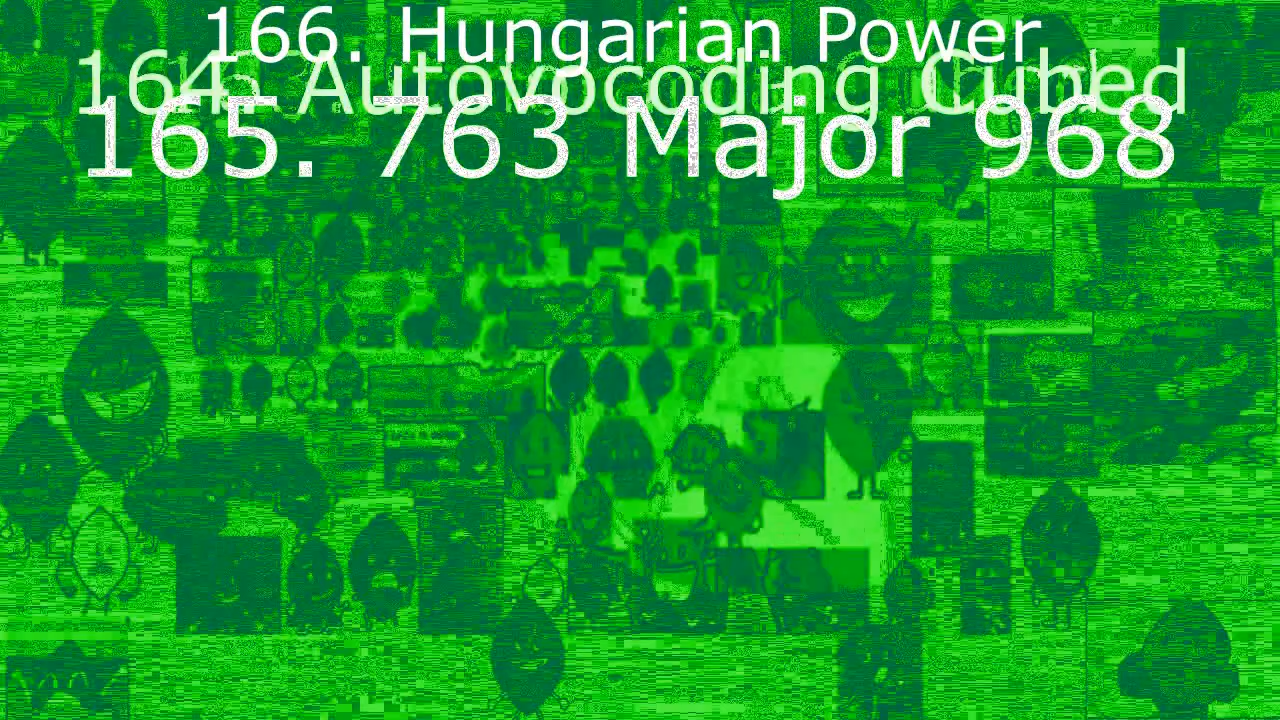 166. Hungarian Power
164. Autovocoding Cubed
165. 763 Major 968